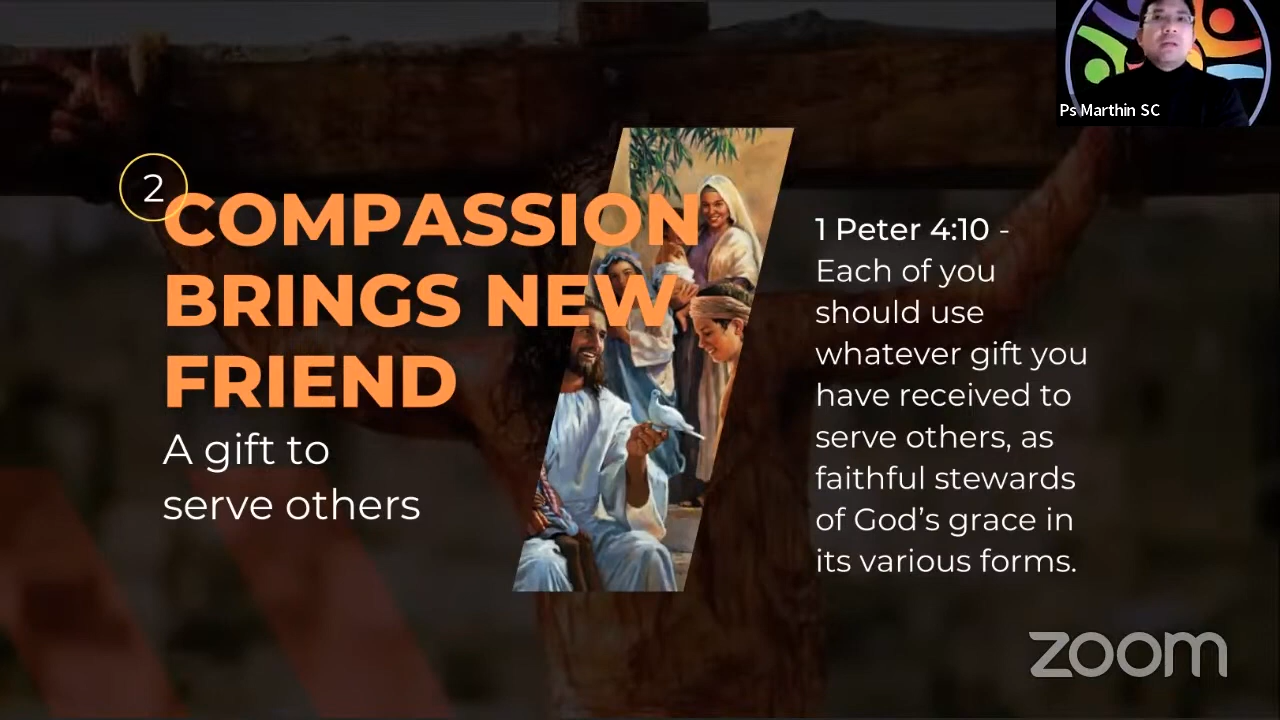 Ps Marthin SC
2
COMPASSION
BRINGS NEW
FRIEND
A gift to
serve others
1 Peter 4:10 -
Each of you
should use
whatever gift you
have received to
serve others, as
faithful stewards
of God’s grace in
its various forms.
zoom